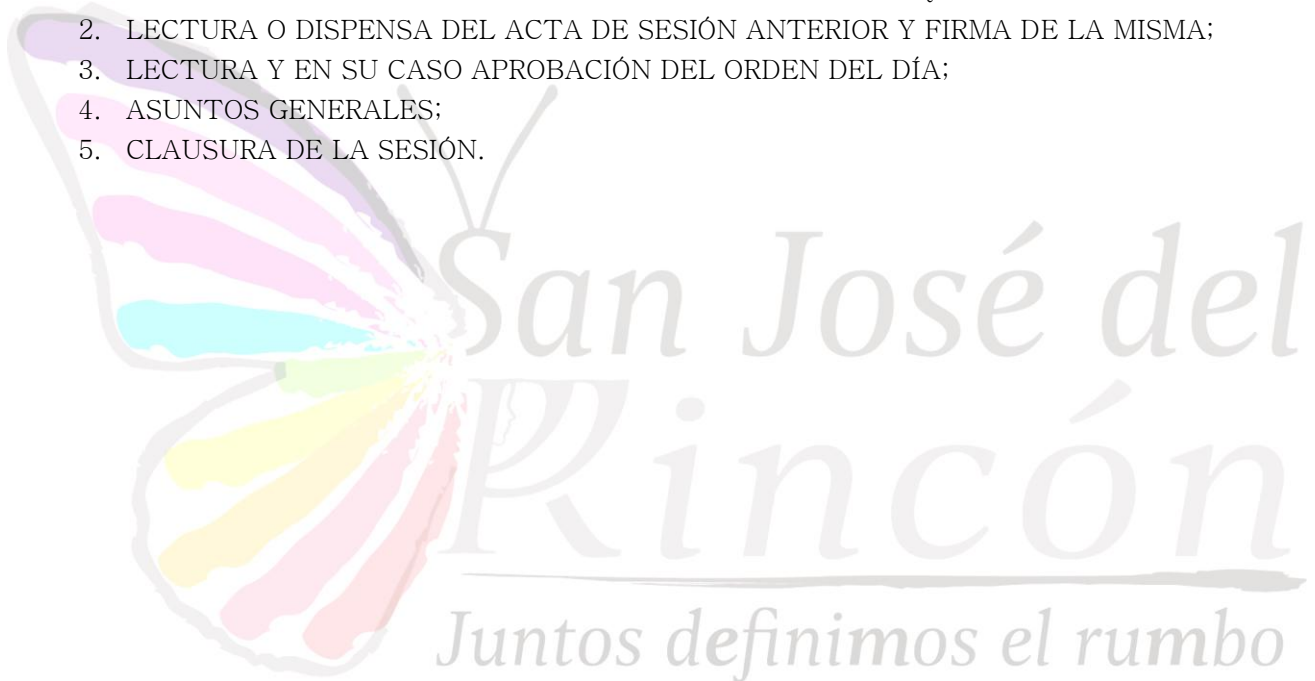 2. LECTURA O DISPENSA DEL ACTA DE SESIÓN ANTERIOR Y FIRMA DE LA MISMA;
3. LECTURA Y EN SU CASO APROBACIÓN DEL ORDEN DEL DÍA;
4. ASUNTOS GENERALES;
5. CLAUSURA DE LA SESIÓN.
San José del
Rincón
Juntos definimos el rumbo